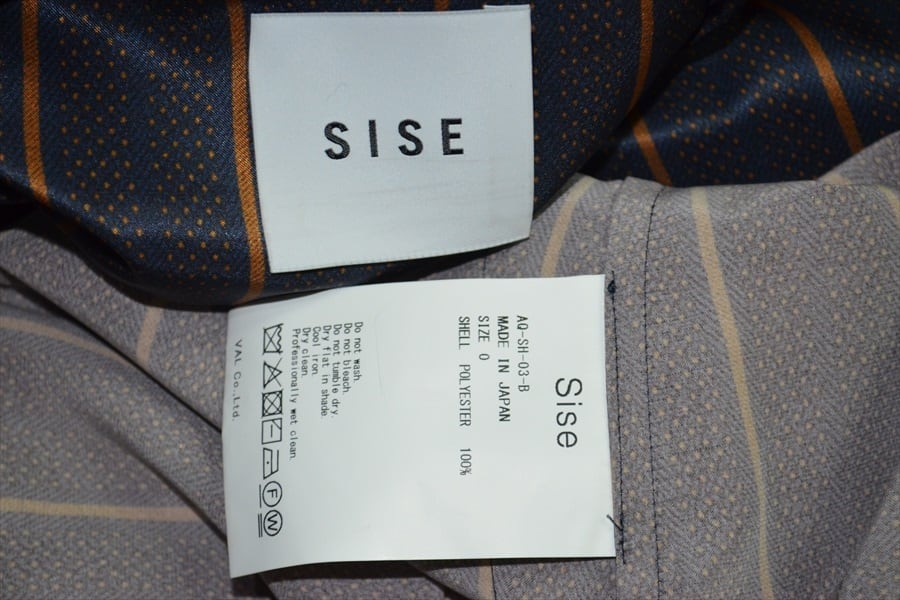 SISE
Sise
AQ-SH-03-B
MADE IN JAPAN
SIZE 0
SHELL POLYESTER 100%
Do not wash.
Do not bleach.
Do not tumble dry.
Dry flat in shade.
Cool iron.
Dry clean.
Professionally wet clean.
F W
VAL Co.,Ltd.